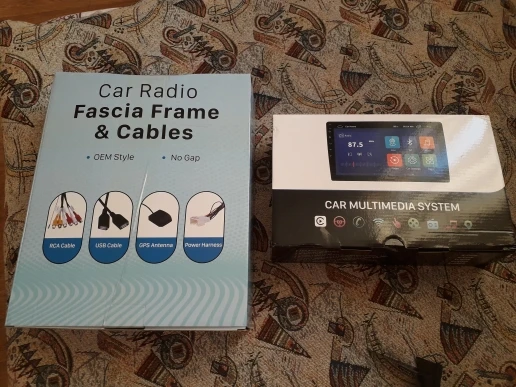 Car Radio
Fascia Frame
& Cables
• OEM Style
• No Gap
RCA Cable
USB Cable
GPS Antenna
Power Harness
87.5
CAR MULTIMEDIA SYSTEM